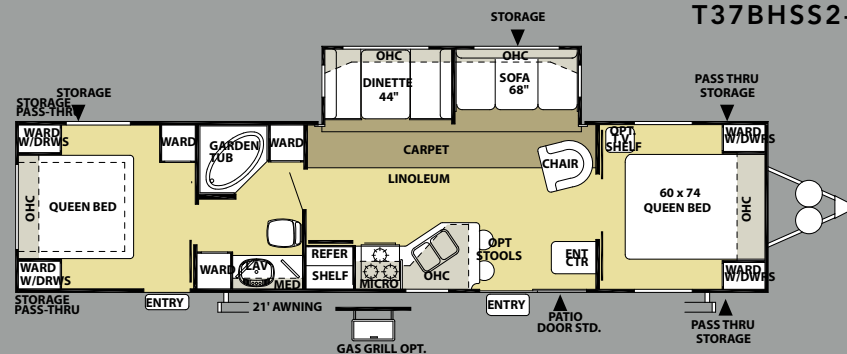 T37BHSS2-
STORAGE
STORAGE
STORAGE
PASS-THRU
PASS THRU
STORAGE
OHC
OHC
DINETTE
44"
SOFA
68"
WARD
W/DRWS
WARD
GARDEN
TUB
WARD
CARPET
LINOLEUM
CHAIR
OPT.
T.V.
SHELF
WARD
W/DWRS
OHC
QUEEN BED
60 x 74
QUEEN BED
OHC
WARD
W/DRWS
WARD
LAV
MED
REFER
SHELF
MICRO
OHC
OPT
STOOLS
ENT
CTR
WARD
W/DWRS
STORAGE
PASS-THRU
ENTRY
21' AWNING
ENTRY
PATIO
DOOR STD.
PASS THRU
STORAGE
GAS GRILL OPT.